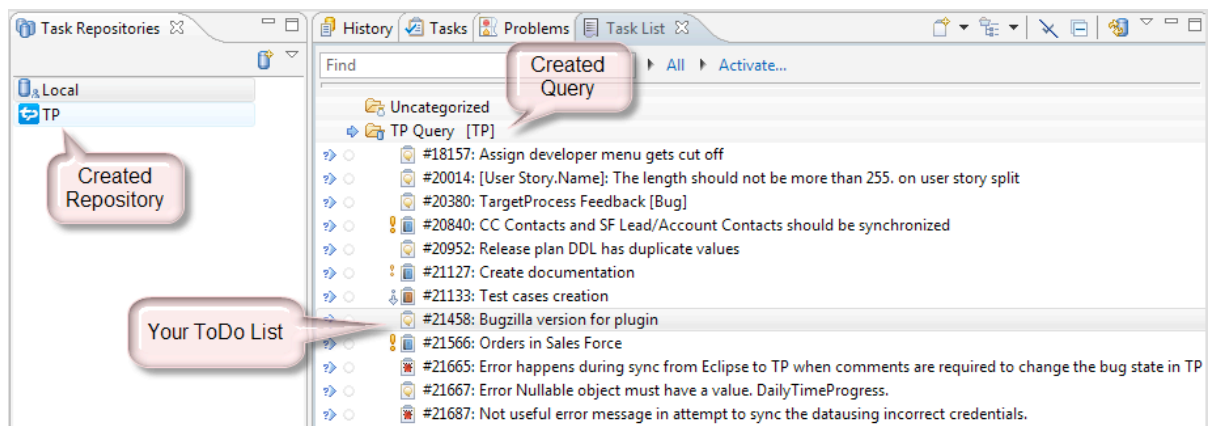 Task Repositories
Local
TP
Created
Repository
History Tasks Problems Task List
Find
All Activate...
Created
Query
Uncategorized
TP Query [TP]
#18157: Assign developer menu gets cut off
#20014: [User Story.Name]: The length should not be more than 255. on user story split
#20380: TargetProcess Feedback [Bug]
#20840: CC Contacts and SF Lead/Account Contacts should be synchronized
#20952: Release plan DDL has duplicate values
#21127: Create documentation
#21133: Test cases creation
Your ToDo List
#21458: Bugzilla version for plugin
#21566: Orders in Sales Force
#21665: Error happens during sync from Eclipse to TP when comments are required to change the bug state in TP
#21667: Error Nullable object must have a value. DailyTimeProgress.
#21687: Not useful error message in attempt to sync the datausing incorrect credentials.